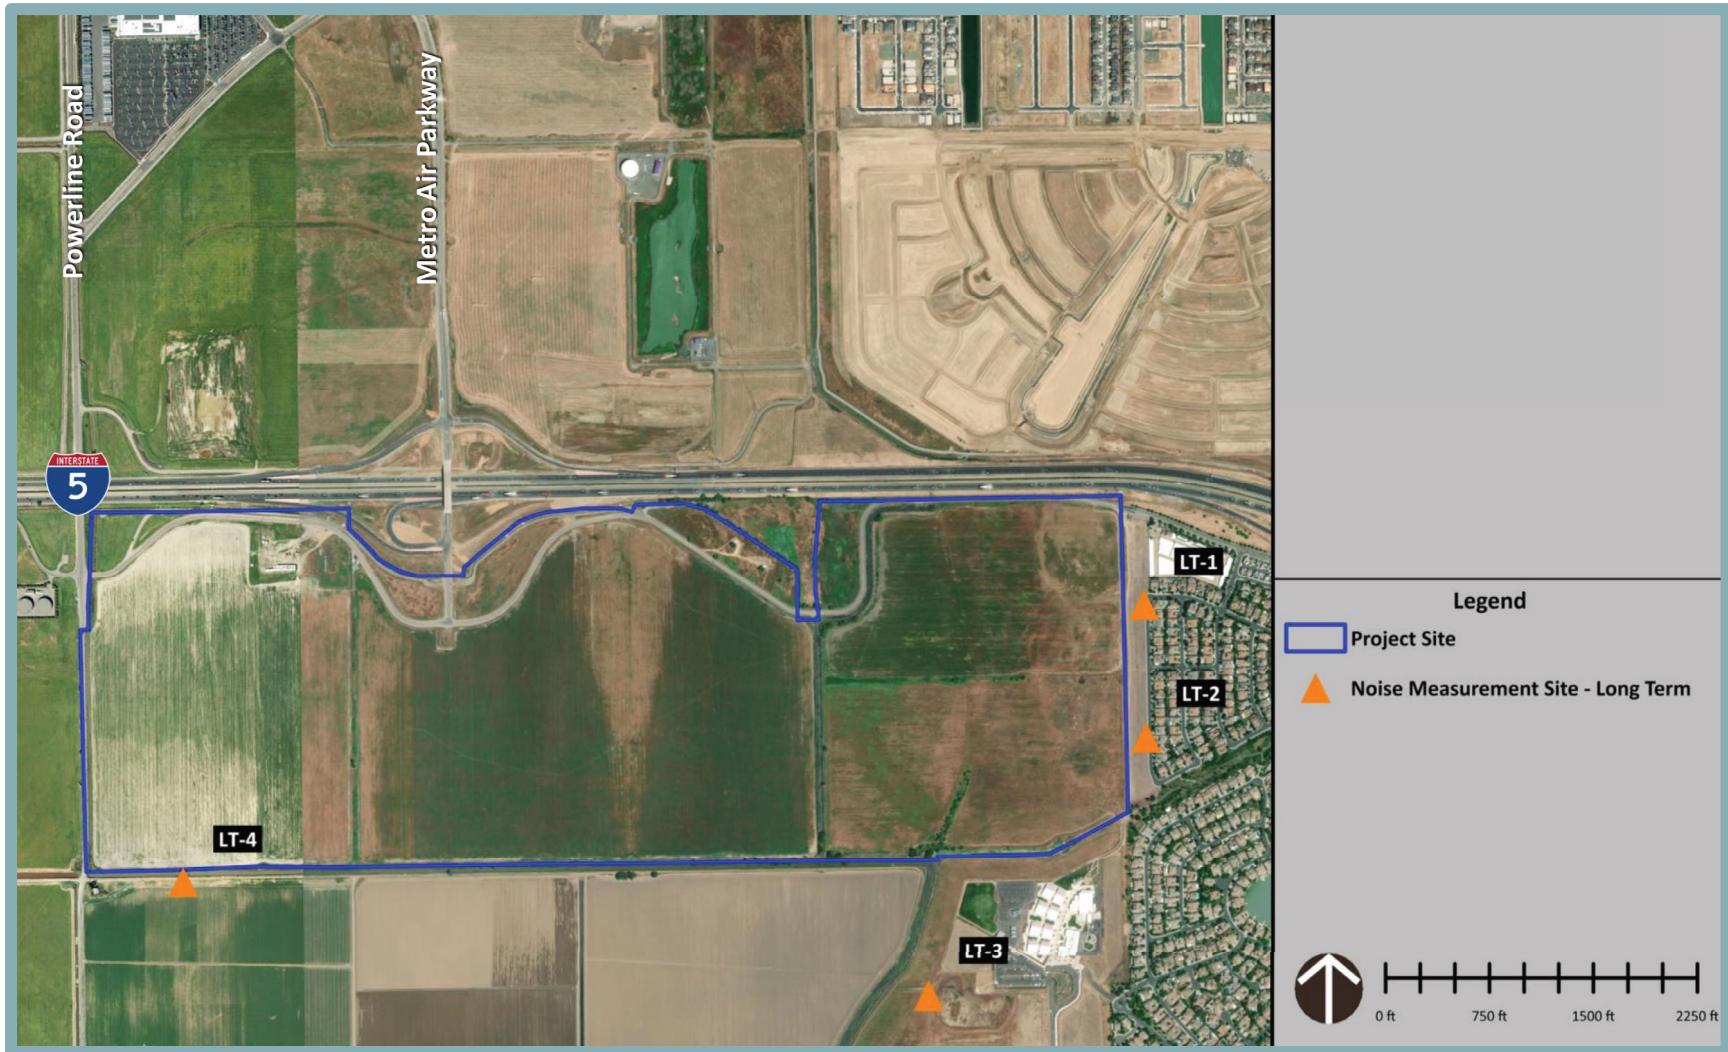 Powerline Road
Metro Air Parkway
INTERSTATE
5
LT-1
LT-2
LT-4
LT-3
Legend
Project Site
Noise Measurement Site - Long Term
0 ft
750 ft
1500 ft
2250 ft